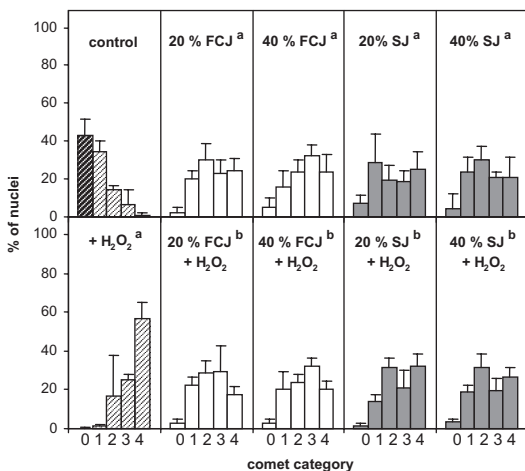 100
80
60
40
20
0
% of nuclei
control
20 % FCJ a
40 % FCJ a
20% SJ a
40% SJ a
100
80
60
40
20
0
+ H2O2 a
20 % FCJ b
+ H2O2
40 % FCJ b
+ H2O2
20 % SJ b
+ H2O2
40 % SJ b
+ H2O2
0 1 2 3 4
0 1 2 3 4
0 1 2 3 4
0 1 2 3 4
0 1 2 3 4
comet category